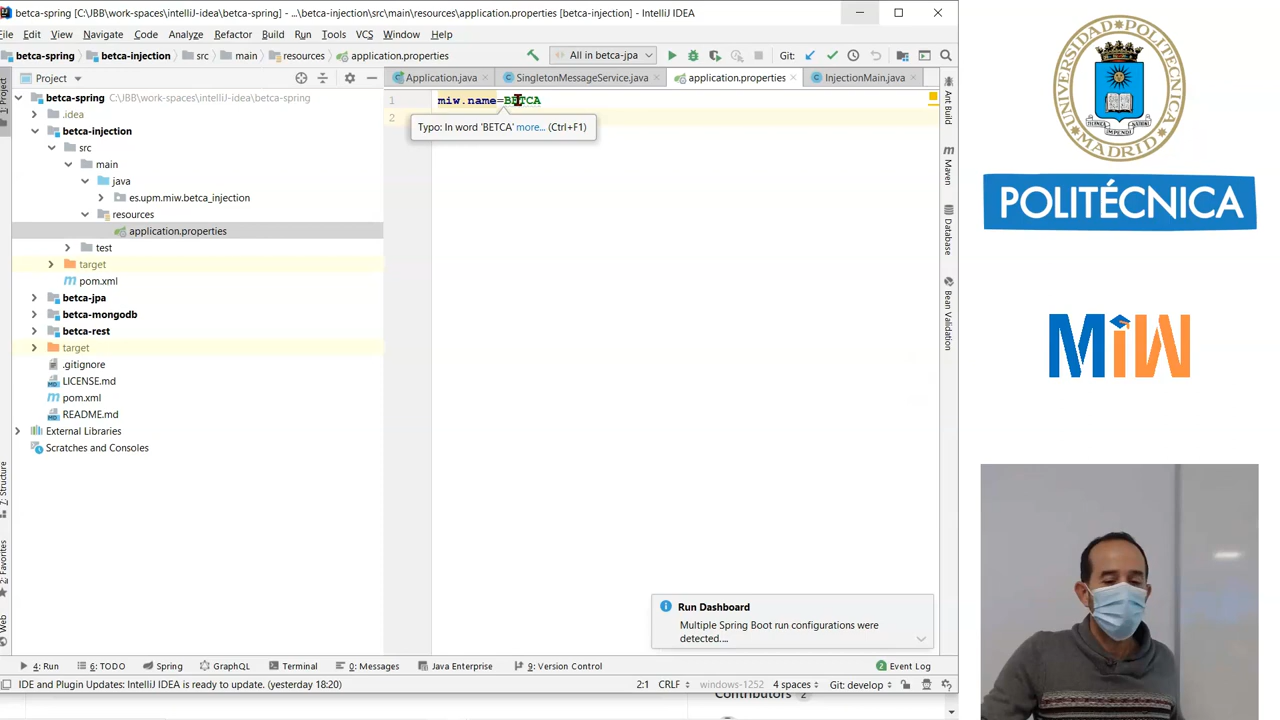 betca-spring [C:\JBB\work-spaces\intelliJ-idea\betca-spring] - ...\betca-injection\src\main\resources\application.properties [betca-injection] - IntelliJ IDEA
File Edit View Navigate Code Analyze Refactor Build Run Tools VCS Window Help
betca-spring betca-injection src main resources application.properties
All in betca-jpa
Git:
Project
Application.java
SingletonMessageService.java
application.properties
InjectionMain.java
betca-spring C:\JBB\work-spaces\intelliJ-idea\betca-spring
.idea
betca-injection
src
main
java
es.upm.miw.betca_injection
resources
application.properties
test
target
pom.xml
betca-jpa
betca-mongodb
betca-rest
target
.gitignore
LICENSE.md
pom.xml
README.md
External Libraries
Scratches and Consoles
1 miw.name=BETCA
2
Typo: In word 'BETCA' more... (Ctrl+F1)
1: Project
7: Structure
2: Favorites
Web
Ant Build
Maven
Database
Bean Validation
Run Dashboard
Multiple Spring Boot run configurations were
detected....
4: Run
6: TODO
Spring
GraphQL
Terminal
0: Messages
Java Enterprise
9: Version Control
2 Event Log
IDE and Plugin Updates: IntelliJ IDEA is ready to update. (yesterday 18:20)
2:1 CRLF windows-1252 4 spaces Git: develop
Contributors 2
UNIVERSIDAD POLITÉCNICA
MADRID
POLITÉCNICA
MiW